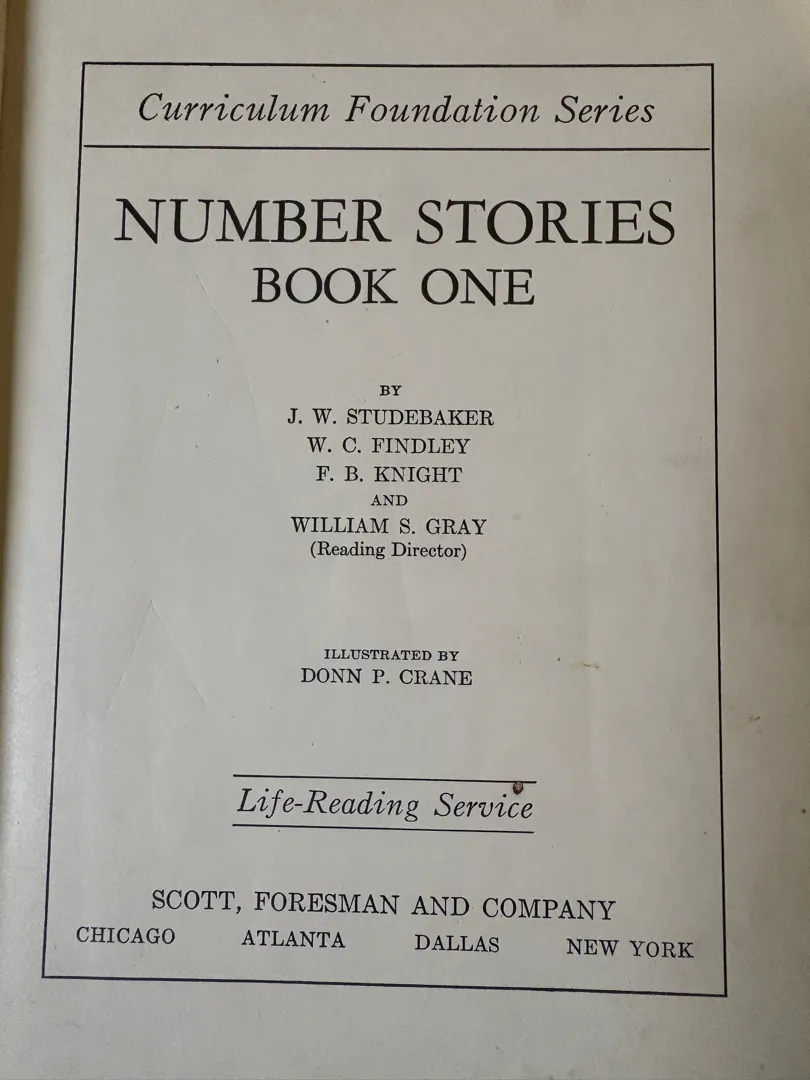 Curriculum Foundation Series
NUMBER STORIES
BOOK ONE
BY
J. W. STUDEBAKER
W. C. FINDLEY
F. B. KNIGHT
AND
WILLIAM S. GRAY
(Reading Director)
ILLUSTRATED BY
DONN P. CRANE
Life-Reading Service
SCOTT, FORESMAN AND COMPANY
CHICAGO ATLANTA DALLAS NEW YORK